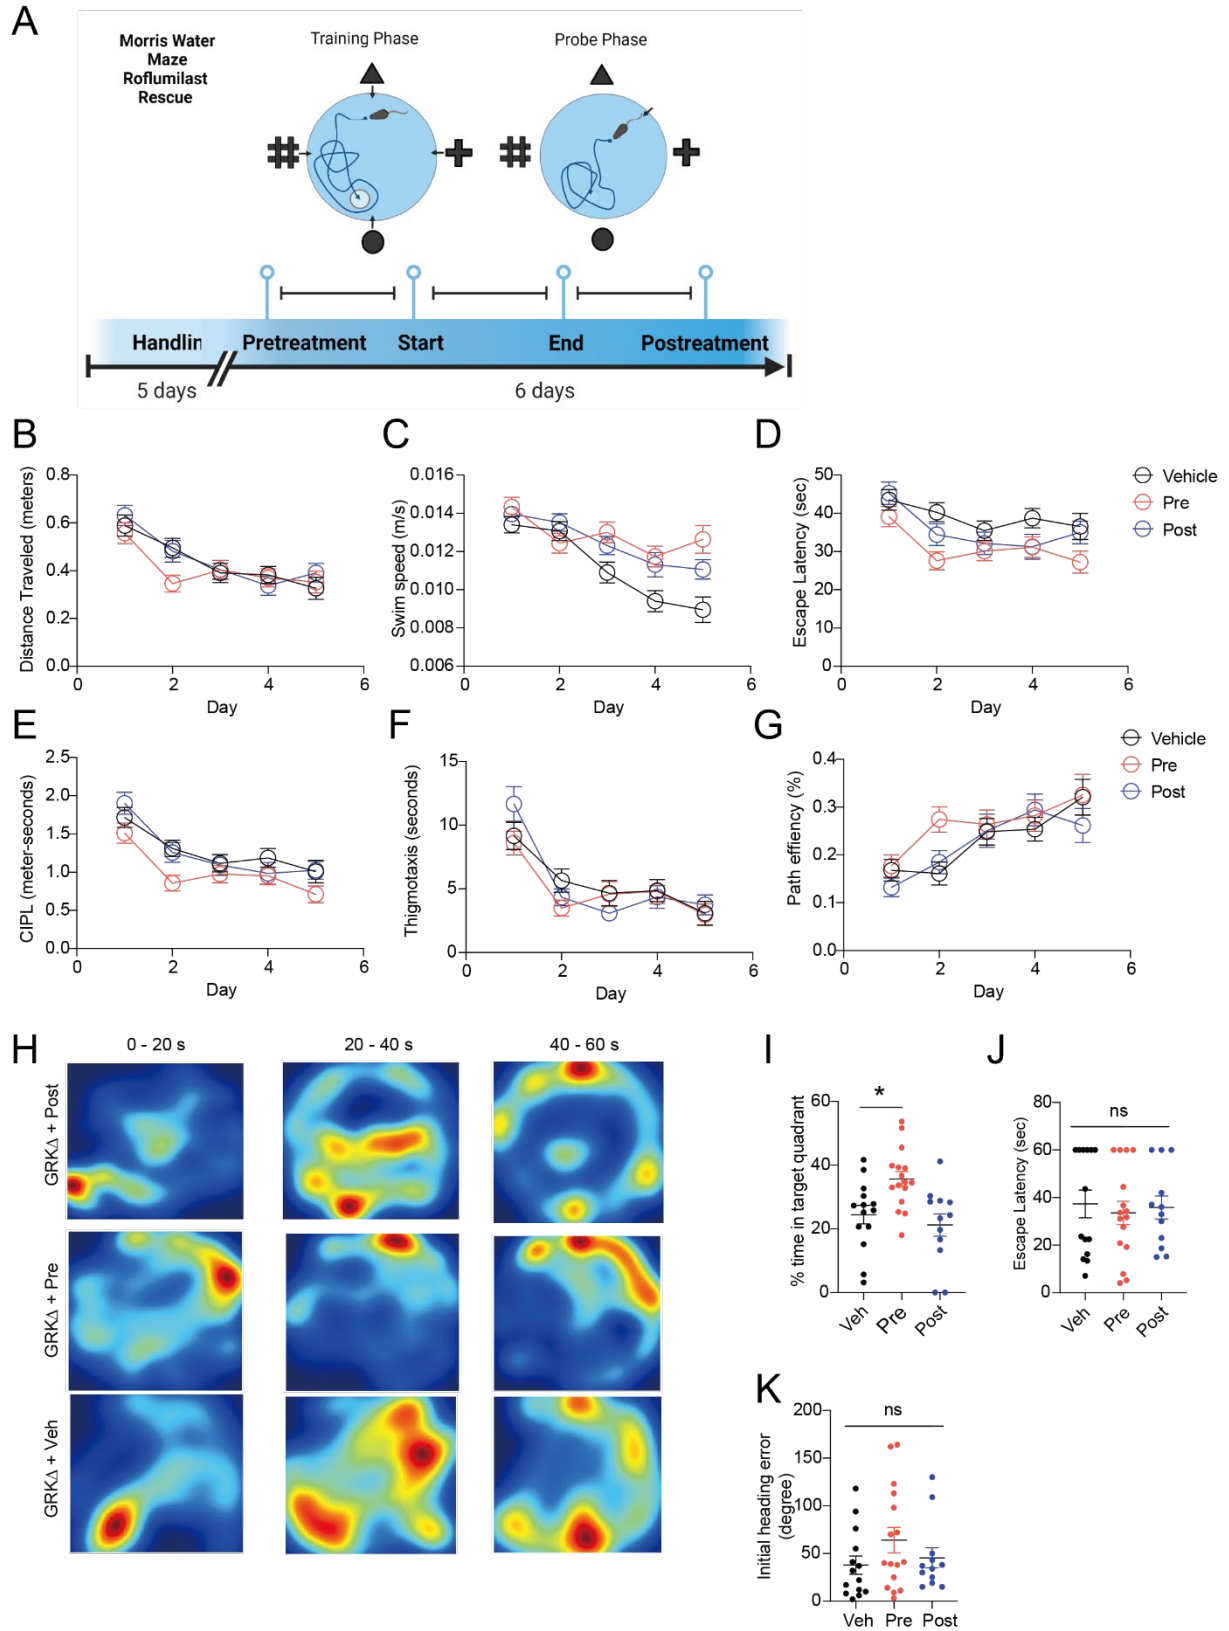 A
Morris Water
Maze
Roflumilast
Rescue
Training Phase
Probe Phase
Handlin
Pretreatment
Start
End
Postreatment
5 days
6 days
B
Distance Traveled (meters)
0.8
0.6
0.4
0.2
0.0
0
2
4
6
Day
C
Swim speed (m/s)
0.016
0.014
0.012
0.010
0.008
0.006
0
2
4
6
Day
D
Escape Latency (sec)
50
40
30
20
10
0
0
2
4
6
Day
Vehicle
Pre
Post
E
CIPL (meter-seconds)
2.5
2.0
1.5
1.0
0.5
0.0
0
2
4
6
Day
F
Thigmotaxis (seconds)
15
10
5
0
0
2
4
6
Day
G
Path effiency (%)
0.4
0.3
0.2
0.1
0.0
0
2
4
6
Day
Vehicle
Pre
Post
H
0 - 20 s
20 - 40 s
40 - 60 s
GRKΔ + Post
GRKΔ + Pre
GRKΔ + Veh
I
% time in target quadrant
60
40
20
0
*
Veh
Pre
Post
J
Escape Latency (sec)
80
60
40
20
0
ns
Veh
Pre
Post
K
Initial heading error
(degree)
200
150
100
50
0
ns
Veh
Pre
Post